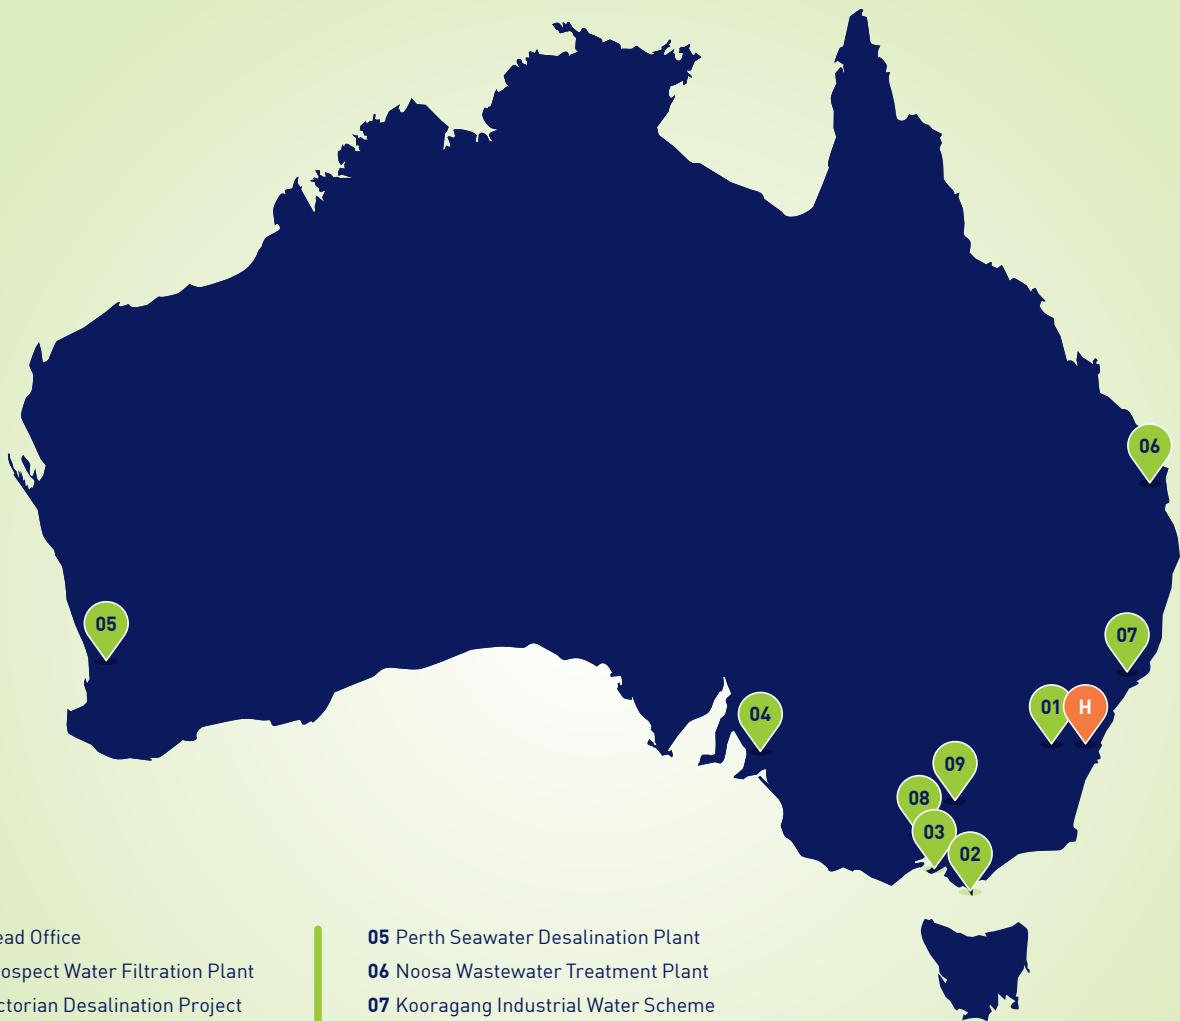 06
05
07
04
01 H
09
08
03
02
ead Office
rospect Water Filtration Plant
ctorian Desalination Project
05 Perth Seawater Desalination Plant
06 Noosa Wastewater Treatment Plant
07 Kooragang Industrial Water Scheme